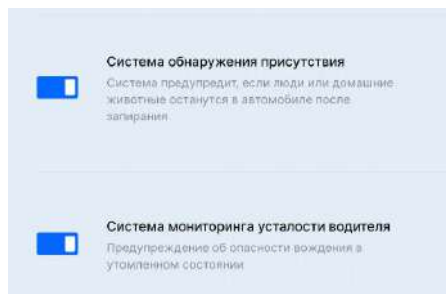 Система обнаружения присутствия
Система предупредит, если люди или домашние
животные останутся в автомобиле после
запирания
Система мониторинга усталости водителя
Предупреждение об опасности вождения в
утомленном состоянии